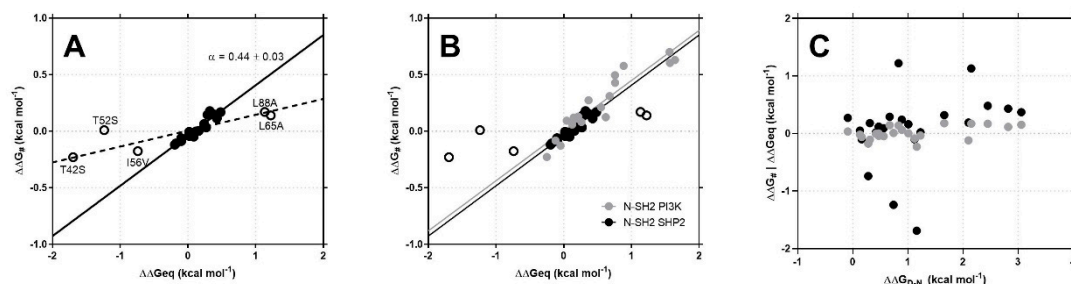 A
α = 0.44 ± 0.03
1.0
0.5
0.0
-0.5
-1.0
ΔΔG# (kcal mol-1)
T52S
L88A
L65A
T42S
I56V
-2
-1
0
1
2
ΔΔGeq (kcal mol-1)
B
1.0
0.5
0.0
-0.5
-1.0
ΔΔG# (kcal mol-1)
N-SH2 PI3K
N-SH2 SHP2
-2
-1
0
1
2
ΔΔGeq (kcal mol-1)
C
2
1
0
-1
-2
ΔΔG# | ΔΔGeq (kcal mol-1)
-1
0
1
2
3
4
ΔΔGD-N (kcal mol-1)